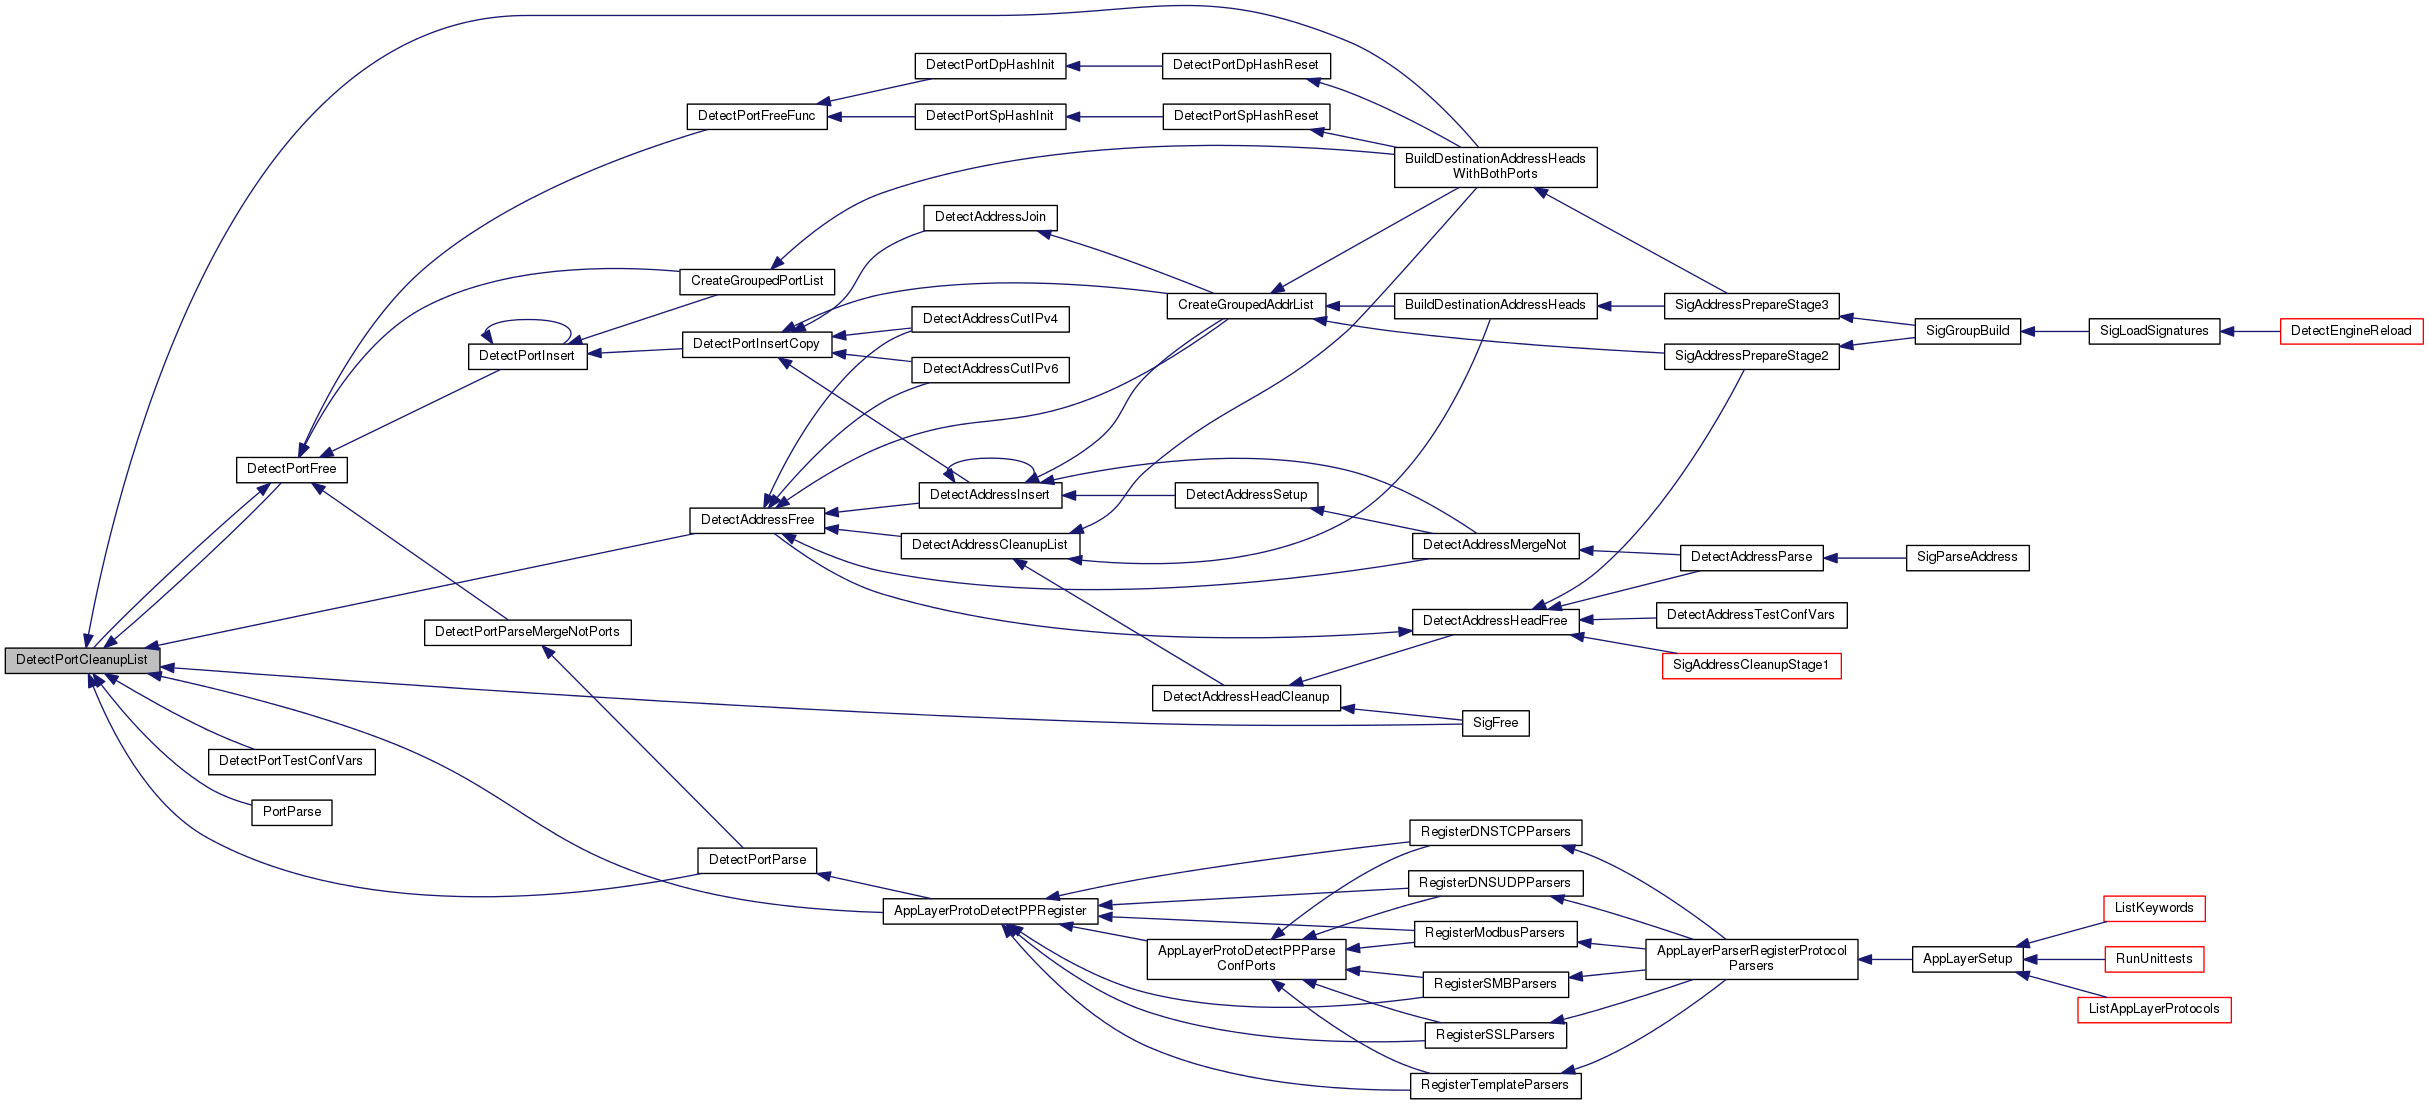 DetectPortDpHashInit
DetectPortDpHashReset
DetectPortFreeFunc
DetectPortSpHashInit
DetectPortSpHashReset
BuildDestinationAddressHeads
WithBothPorts
DetectAddressJoin
CreateGroupedPortList
CreateGroupedAddrList
BuildDestinationAddressHeads
SigAddressPrepareStage3
DetectAddressCutIPv4
SigGroupBuild
SigLoadSignatures
DetectEngineReload
DetectPortInsert
DetectPortInsertCopy
SigAddressPrepareStage2
DetectAddressCutIPv6
DetectPortFree
DetectAddressInsert
DetectAddressSetup
DetectAddressFree
DetectAddressCleanupList
DetectAddressMergeNot
DetectAddressParse
SigParseAddress
DetectAddressTestConfVars
DetectAddressHeadFree
DetectPortParseMergeNotPorts
DetectPortCleanupList
SigAddressCleanupStage1
DetectAddressHeadCleanup
SigFree
DetectPortTestConfVars
PortParse
RegisterDNSTCPParsers
DetectPortParse
RegisterDNSUDPParsers
AppLayerProtoDetectPPRegister
ListKeywords
RegisterModbusParsers
AppLayerProtoDetectPPParse
ConfPorts
AppLayerParserRegisterProtocol
Parsers
AppLayerSetup
RunUnittests
RegisterSMBParsers
ListAppLayerProtocols
RegisterSSLParsers
RegisterTemplateParsers